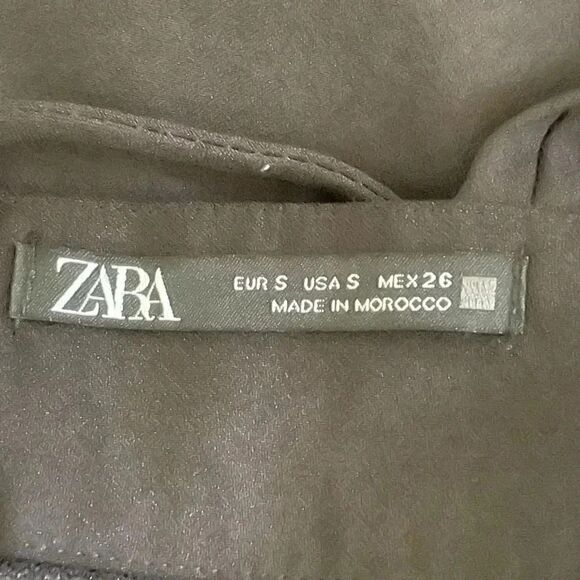 ZARA
EUR S USA S MEX 26
MADE IN MOROCCO